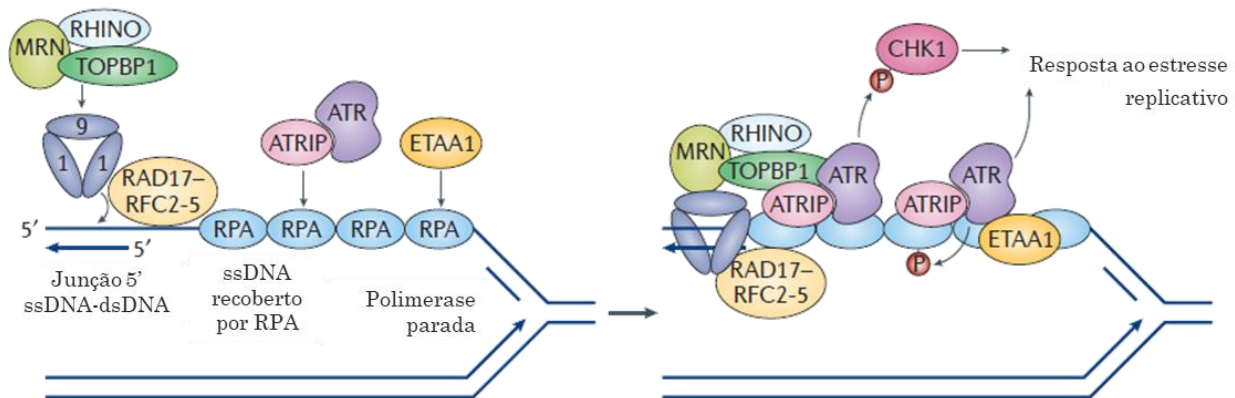 MRN
RHINO
TOPBP1
9
1
1
RAD17–
RFC2-5
ATRIP
ATR
ETAA1
5′
RPA
RPA
RPA
RPA
5′
Junção 5’
ssDNA-dsDNA
ssDNA
recoberto
por RPA
Polimerase
parada
CHK1
P
Resposta ao estresse
replicativo
MRN
RHINO
TOPBP1
ATR
ATRIP
ATR
ATRIP
ETAA1
P
RAD17–
RFC2-5